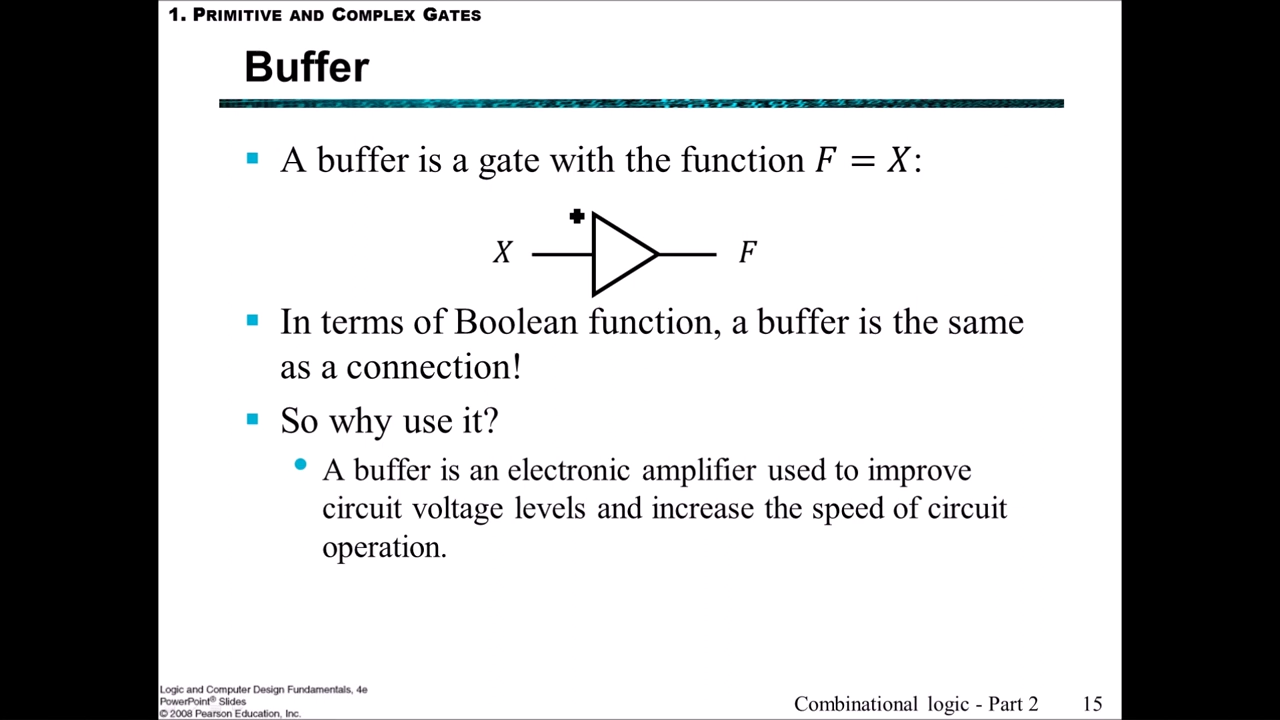 1. PRIMITIVE AND COMPLEX GATES
Buffer
A buffer is a gate with the function F = X:
X F
In terms of Boolean function, a buffer is the same
as a connection!
So why use it?
A buffer is an electronic amplifier used to improve
circuit voltage levels and increase the speed of circuit
operation.
Logic and Computer Design Fundamentals, 4e
PowerPoint® Slides
© 2008 Pearson Education, Inc.
Combinational logic - Part 2 15